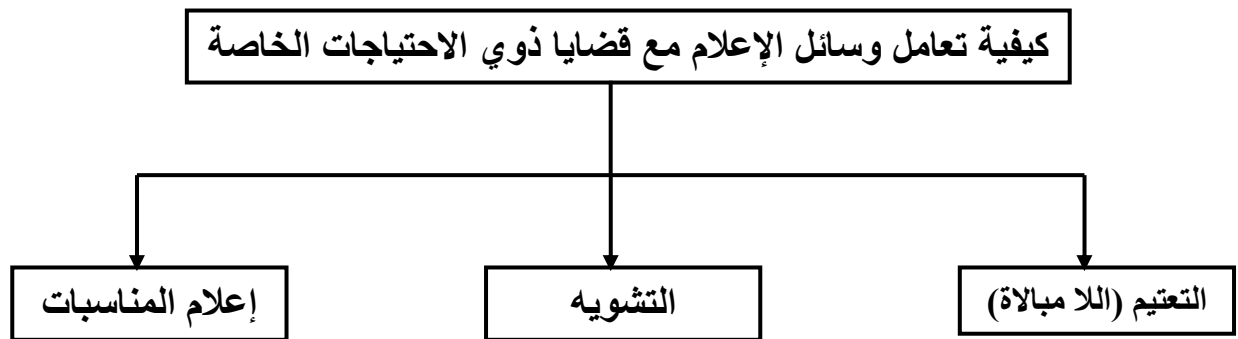 كيفية تعامل وسائل الإعلام مع قضايا ذوي الاحتياجات الخاصة
التعتيم (اللا مبالاة)
التشويه
إعلام المناسبات